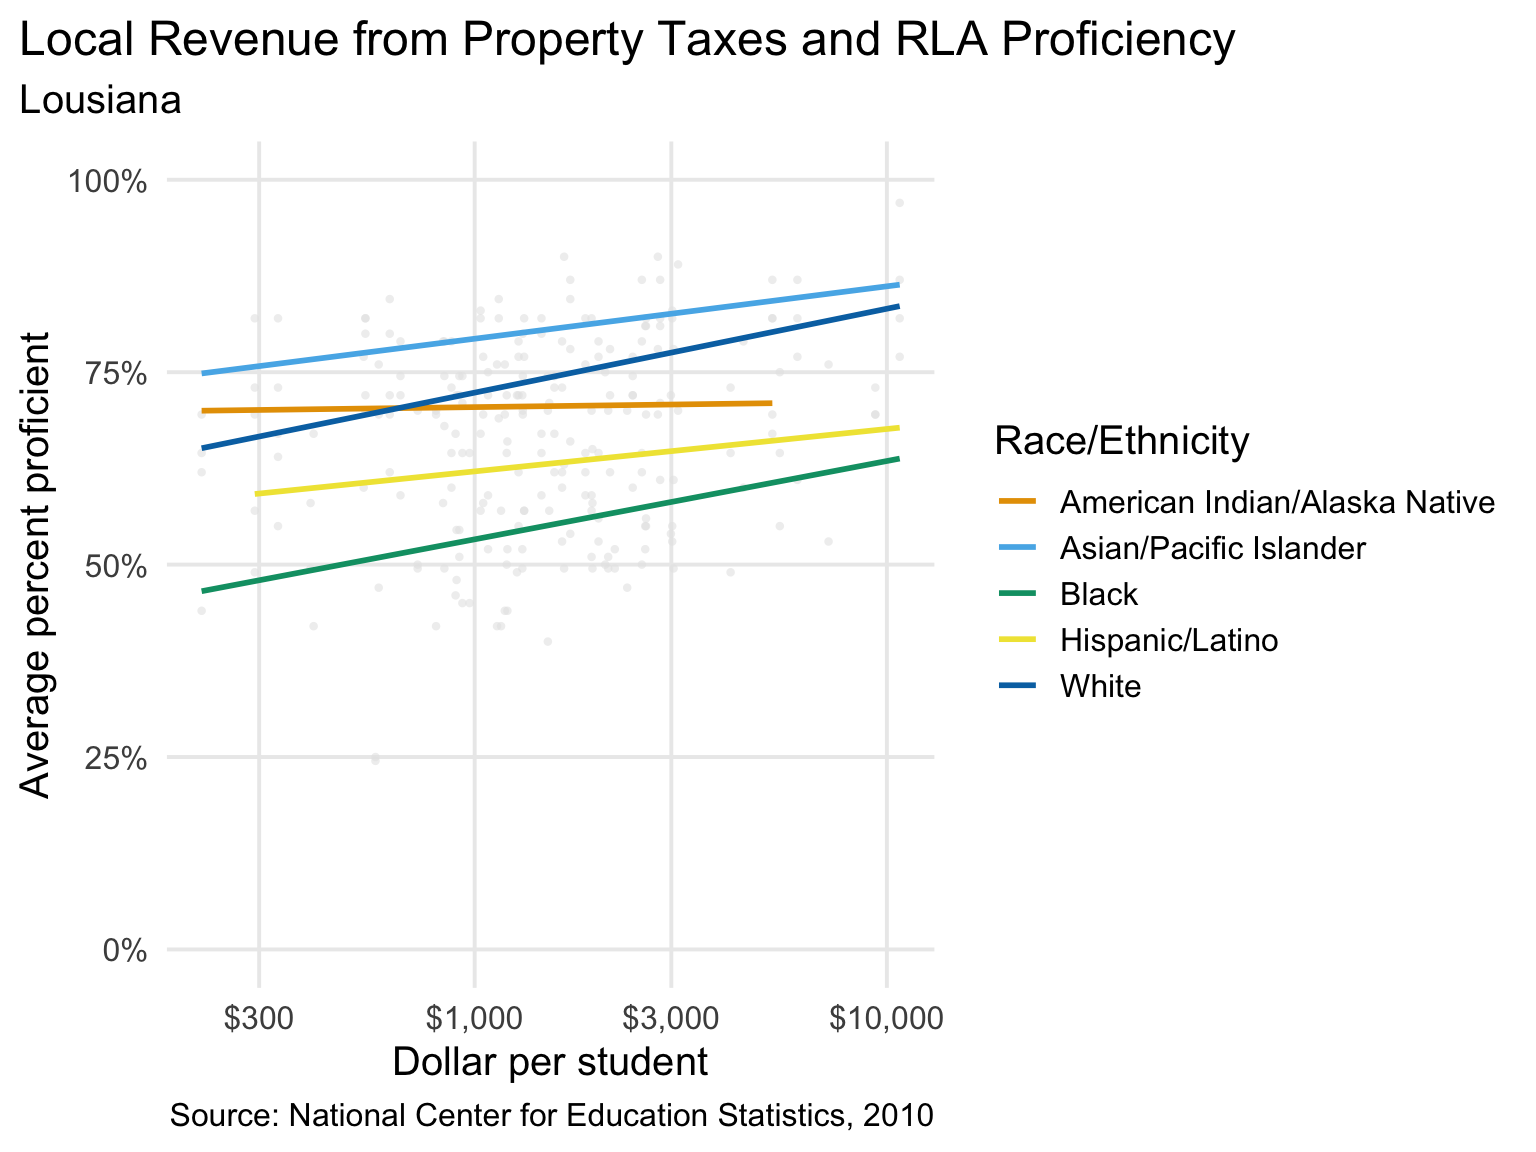 Local Revenue from Property Taxes and RLA Proficiency
Lousiana
Average percent proficient
100%
75%
50%
25%
0%
$300
$1,000
$3,000
$10,000
Dollar per student
Race/Ethnicity
American Indian/Alaska Native
Asian/Pacific Islander
Black
Hispanic/Latino
White
Source: National Center for Education Statistics, 2010